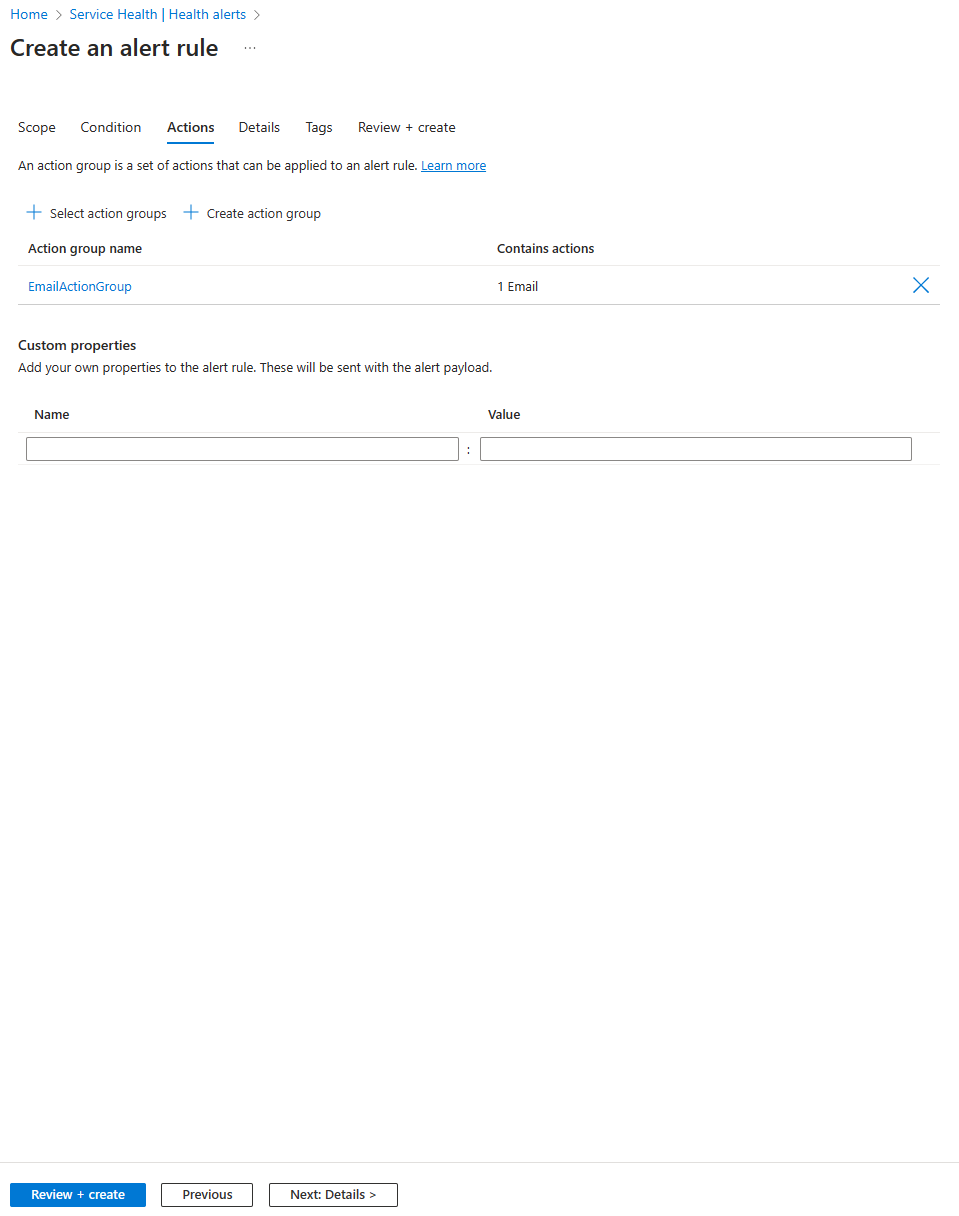 Home > Service Health | Health alerts >
Create an alert rule ...
Scope Condition Actions Details Tags Review + create
An action group is a set of actions that can be applied to an alert rule. Learn more
+ Select action groups + Create action group
Action group name Contains actions
EmailActionGroup 1 Email
Custom properties
Add your own properties to the alert rule. These will be sent with the alert payload.
Name Value
:
Review + create Previous Next: Details >